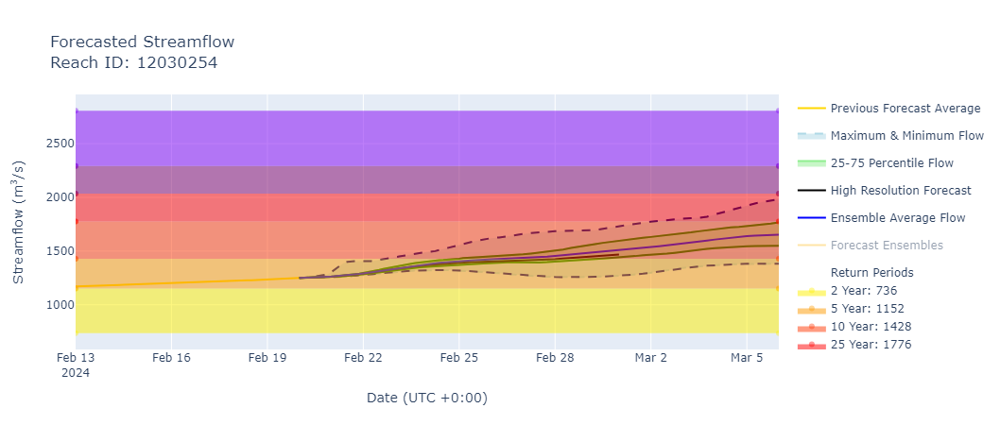 Forecasted Streamflow
Reach ID: 12030254
Streamflow (m³/s)
2500
2000
1500
1000
Feb 13
2024
Feb 16
Feb 19
Feb 22
Feb 25
Feb 28
Mar 2
Mar 5
Date (UTC +0:00)
Previous Forecast Average
Maximum & Minimum Flow
25-75 Percentile Flow
High Resolution Forecast
Ensemble Average Flow
Forecast Ensembles
Return Periods
2 Year: 736
5 Year: 1152
10 Year: 1428
25 Year: 1776